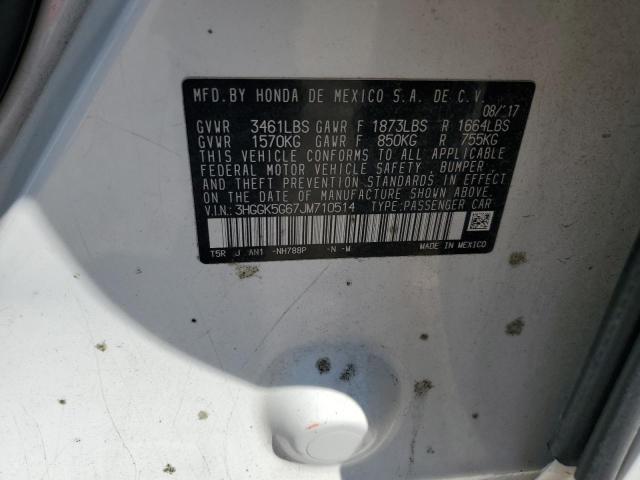 MFD. BY HONDA DE MEXICO S.A. DE C.V.
08/'17
GVWR 3461LBS GAWR F 1873LBS R 1664LBS
GVWR 1570KG GAWR F 850KG R 755KG
THIS VEHICLE CONFORMS TO ALL APPLICABLE
FEDERAL MOTOR VEHICLE SAFETY, BUMPER,
AND THEFT PREVENTION STANDARDS IN EFFECT
ON THE DATE OF MANUFACTURE SHOWN ABOVE.
V.I.N.: 3HGGK5G67JM710514 TYPE:PASSENGER CAR
T5R J AN1 -NH788P -N -M MADE IN MEXICO